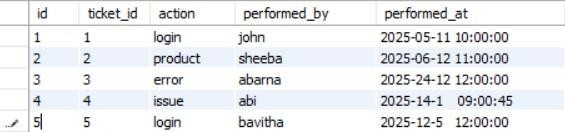 id ticket_id action performed_by performed_at
1 1 login john 2025-05-11 10:00:00
2 2 product sheeba 2025-06-12 11:00:00
3 3 error abarna 2025-24-12 12:00:00
4 4 issue abi 2025-14-1 09:00:45
5 5 login bavitha 2025-12-5 12:00:00